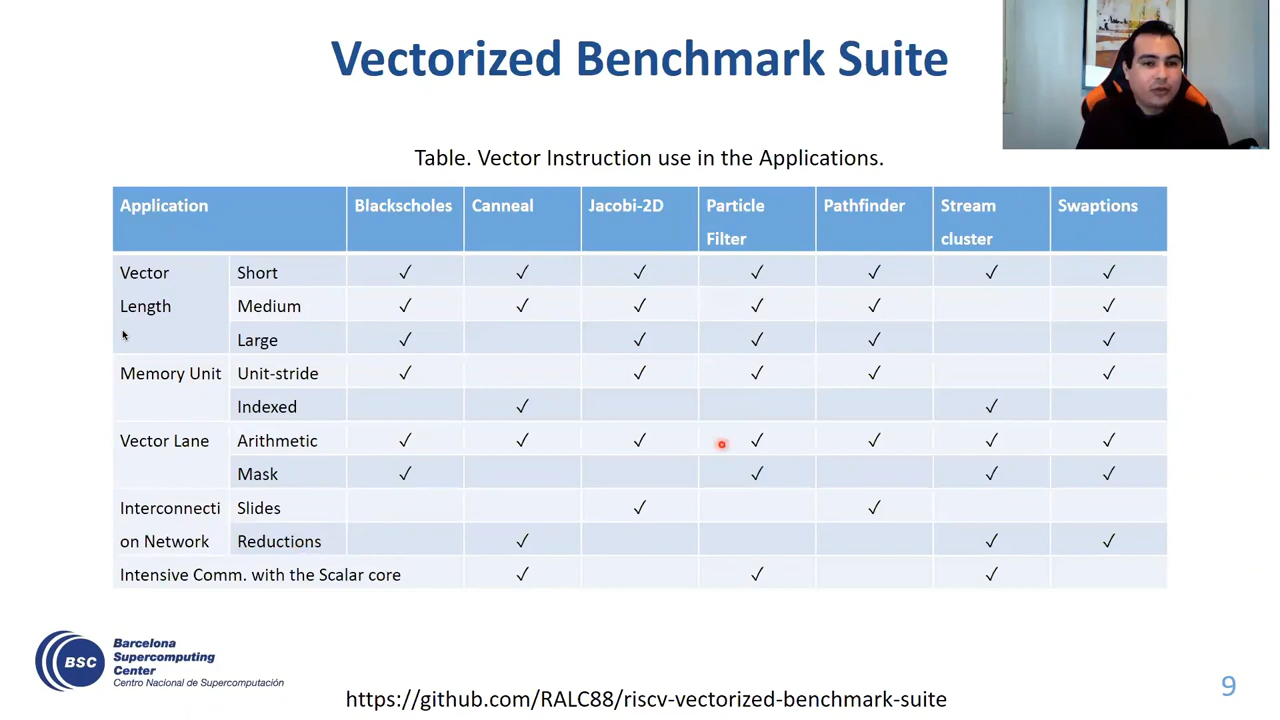 Vectorized Benchmark Suite
Table. Vector Instruction use in the Applications.
Application Blackscholes Canneal Jacobi-2D Particle Filter Pathfinder Stream cluster Swaptions
Vector Length Short ✓ ✓ ✓ ✓ ✓ ✓ ✓
Medium ✓ ✓ ✓ ✓ ✓ ✓
Large ✓ ✓ ✓ ✓ ✓
Memory Unit Unit-stride ✓ ✓ ✓ ✓ ✓
Indexed ✓ ✓
Vector Lane Arithmetic ✓ ✓ ✓ ✓ ✓ ✓ ✓
Mask ✓ ✓ ✓ ✓
Interconnecti on Network Slides ✓ ✓
Reductions ✓ ✓ ✓
Intensive Comm. with the Scalar core ✓ ✓ ✓
BSC
Barcelona
Supercomputing
Center
Centro Nacional de Supercomputación
https://github.com/RALC88/riscv-vectorized-benchmark-suite
9